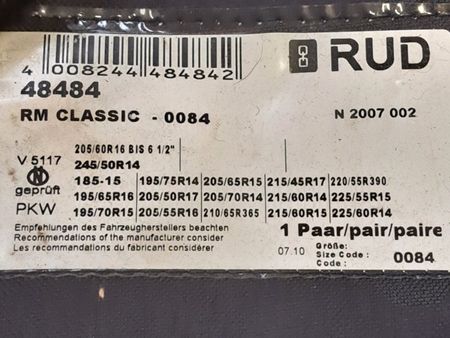 RUD
4 008244 484842
48484
RM CLASSIC - 0084
N 2007 002
205/60R16 BIS 6 1/2"
V 5117
245/50R14
geprüft
PKW
185-15 195/75R14 205/65R15 215/45R17 220/55R390
195/65R16 205/50R17 205/70R14 215/60R14 225/55R15
195/70R15 205/55R16 210/65R365 215/60R15 225/60R14
Empfehlungen des Fahrzeugherstellers beachten
Recommendations of the manufacturer consider
Les recommendations du fabricant considérer
1 Paar/pair/paire
07.10
Größe:
Size Code :
Code :
0084